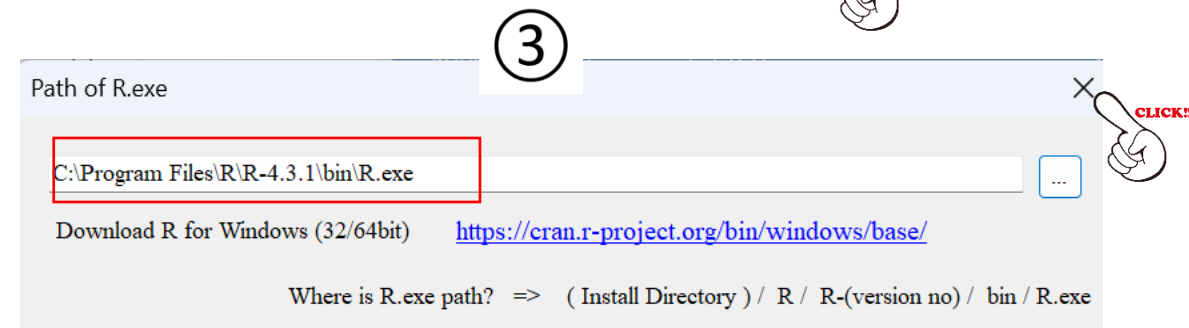 ③
Path of R.exe
CLICK!!
C:\Program Files\R\R-4.3.1\bin\R.exe
...
Download R for Windows (32/64bit) https://cran.r-project.org/bin/windows/base/
Where is R.exe path? => ( Install Directory ) / R / R-(version no) / bin / R.exe